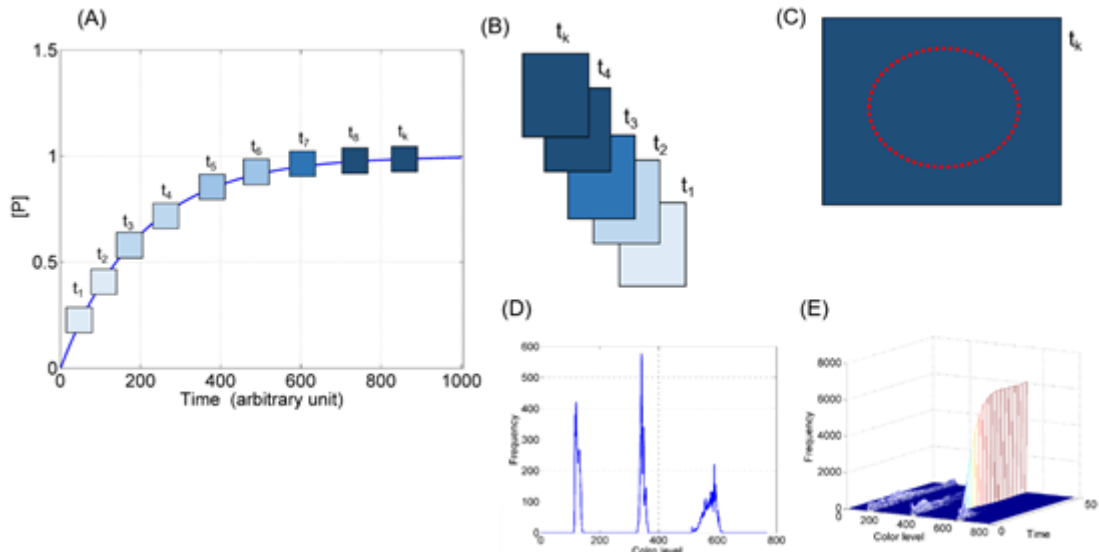 (A)
1.5
1
0.5
0
[P]
t1
t2
t3
t4
t5
t6
t7
t8
tk
0 200 400 600 800 1000
Time (arbitrary unit)
(B)
tk
t4
t3
t2
t1
(C)
tk
(D)
600
500
400
300
200
100
0
Frequency
0 200 400 600 800
Color level
(E)
8000
6000
4000
2000
0
Frequency
200 400 600 800
Color level
0 50
Time